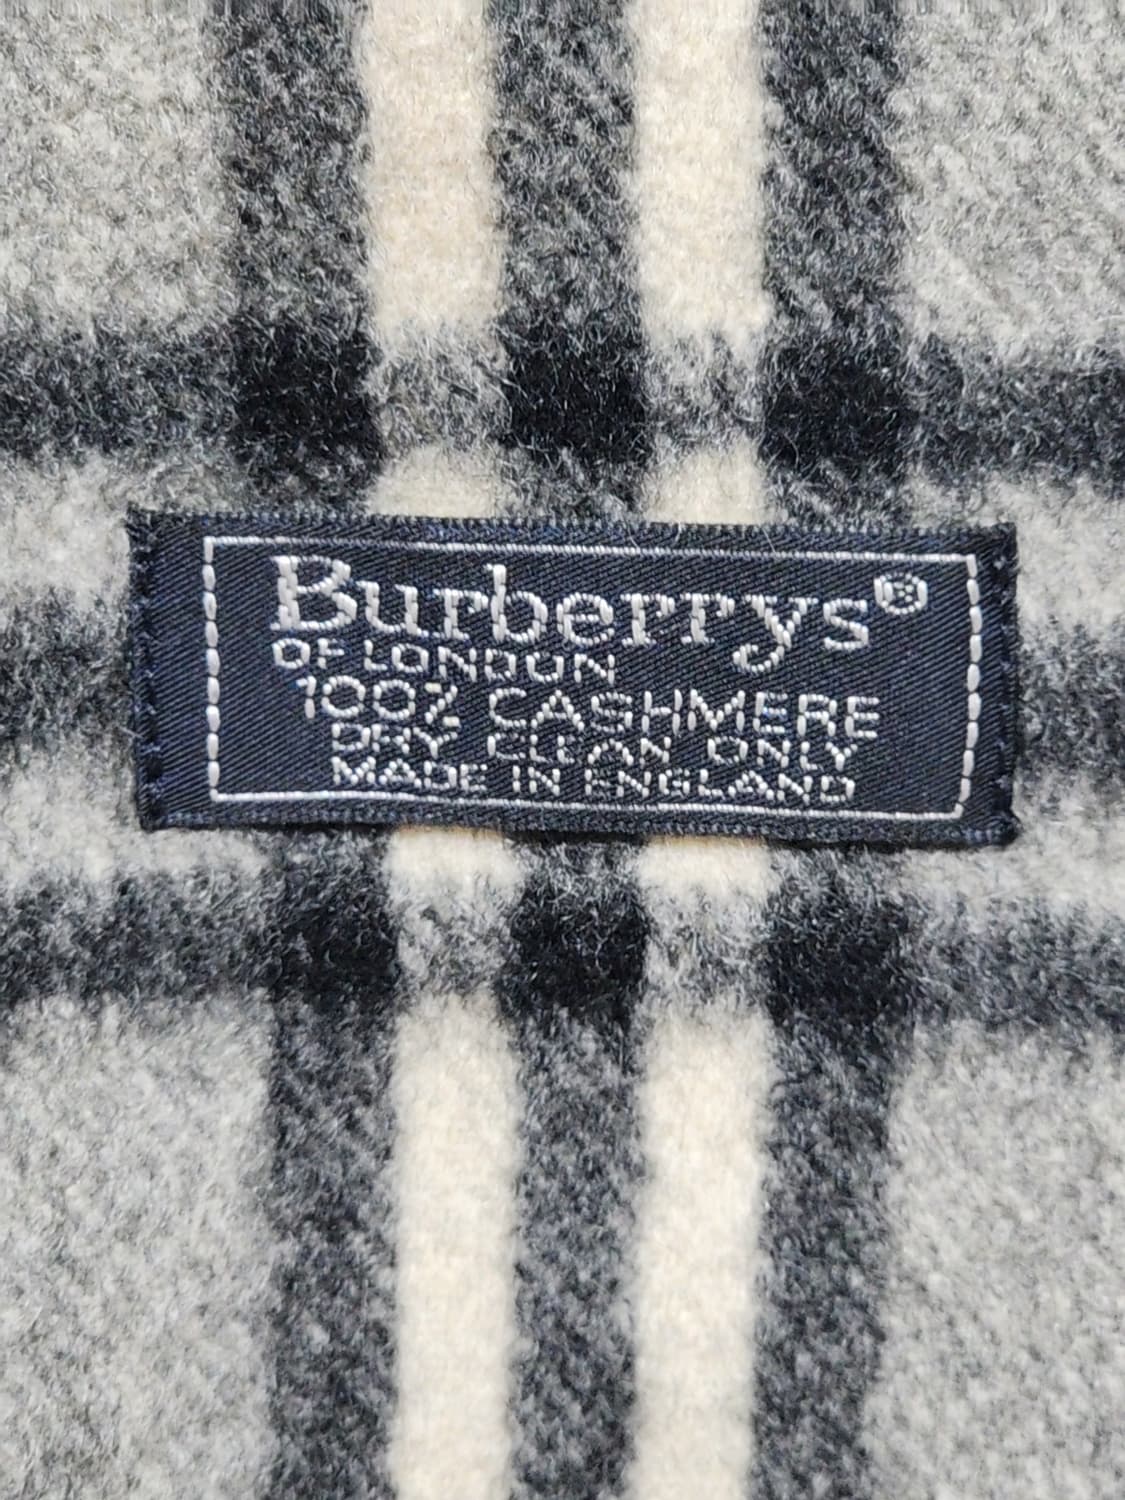 Burberrys®
OF LONDON
100% CASHMERE
DRY CLEAN ONLY
MADE IN ENGLAND